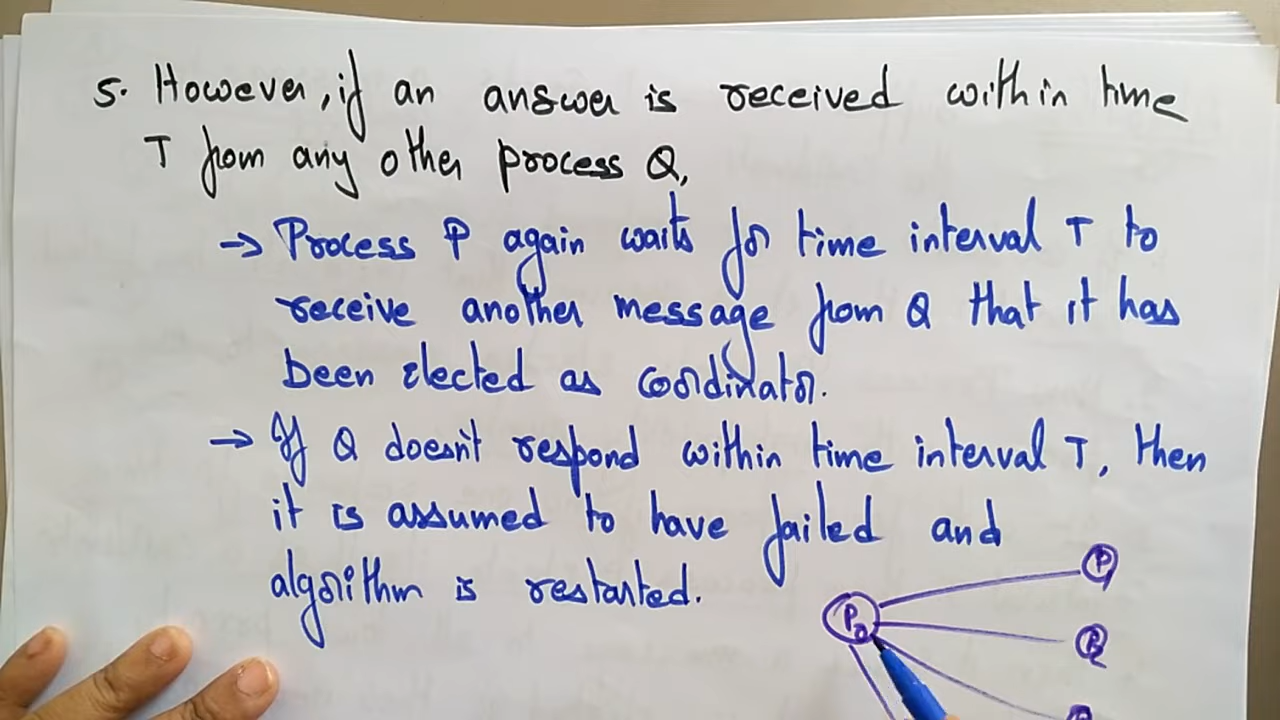 5. However, if an answer is received within time
T from any other process Q,
→ Process P again waits for time interval T to
receive another message from Q that it has
been elected as coordinator.
→ If Q doesn't respond within time interval T, then
it is assumed to have failed and
algorithm is restarted.